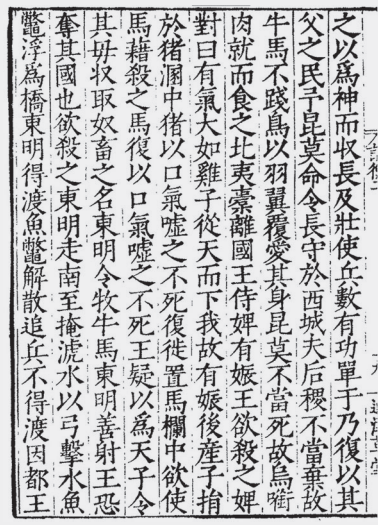 之以爲神而収長及壯使兵數有功單于乃復以其
父之民予昆莫命令長守於西城夫后稷不當棄故
牛馬不踐鳥以羽翼覆愛其身昆莫不當死故烏銜
肉就而食之北夷橐離國王侍婢有娠王欲殺之婢
對曰有氣大如雞子從天而下我故有娠後産子捐
於猪溷中猪以口氣噓之不死復徙置馬欄中欲使
馬藉殺之馬復以口氣噓之不死王疑以爲天子令
其母収取奴畜之名東明令牧牛馬東明善射王恐
奪其國也欲殺之東明走南至掩淲水以弓擊水魚
鼈浮爲橋東明得渡魚鼈解散追兵不得渡因都王